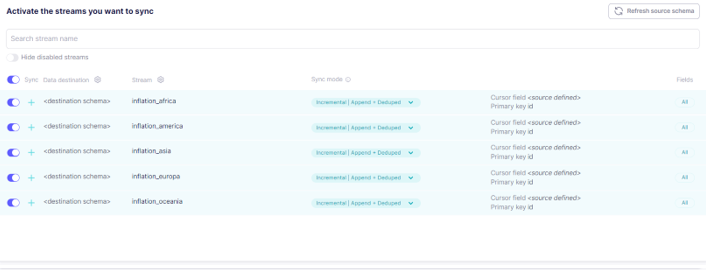 Activate the streams you want to sync
Refresh source schema
Search stream name
Hide disabled streams
Sync Data destination Stream Sync mode Fields
<destination schema> inflation_africa Incremental | Append + Deduped Cursor field <source defined> All
Primary key id
<destination schema> inflation_america Incremental | Append + Deduped Cursor field <source defined> All
Primary key id
<destination schema> inflation_asia Incremental | Append + Deduped Cursor field <source defined> All
Primary key id
<destination schema> inflation_europa Incremental | Append + Deduped Cursor field <source defined> All
Primary key id
<destination schema> inflation_oceania Incremental | Append + Deduped Cursor field <source defined> All
Primary key id